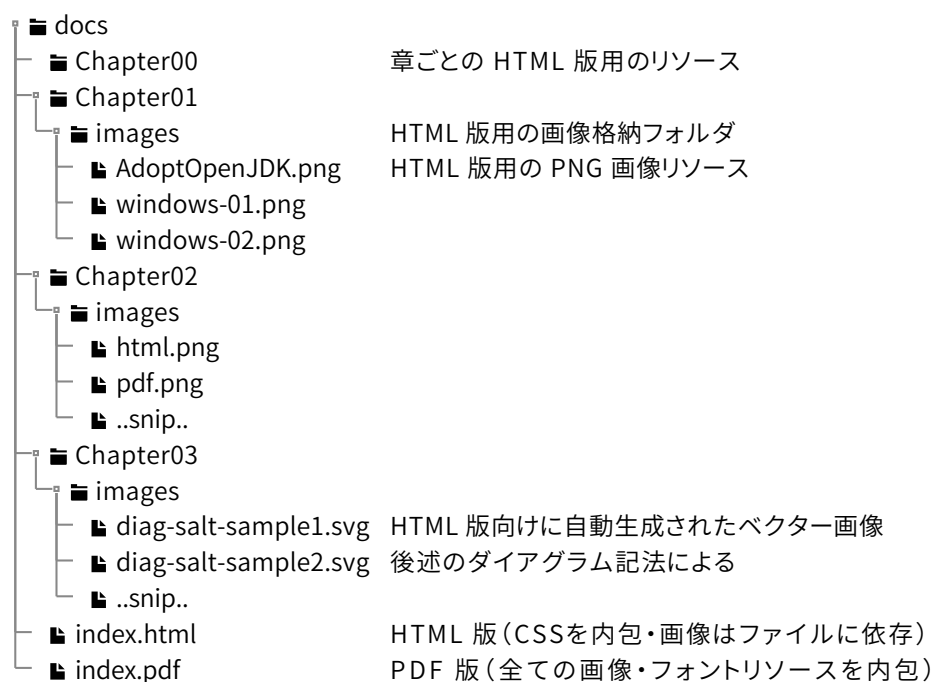 docs
Chapter00 章ごとの HTML 版用のリソース
Chapter01
images HTML 版用の画像格納フォルダ
AdoptOpenJDK.png HTML 版用の PNG 画像リソース
windows-01.png
windows-02.png
Chapter02
images
html.png
pdf.png
..snip..
Chapter03
images
diag-salt-sample1.svg HTML 版向けに自動生成されたベクター画像
diag-salt-sample2.svg 後述のダイアグラム記法による
..snip..
index.html HTML 版（CSSを内包・画像はファイルに依存）
index.pdf PDF 版（全ての画像・フォントリソースを内包）